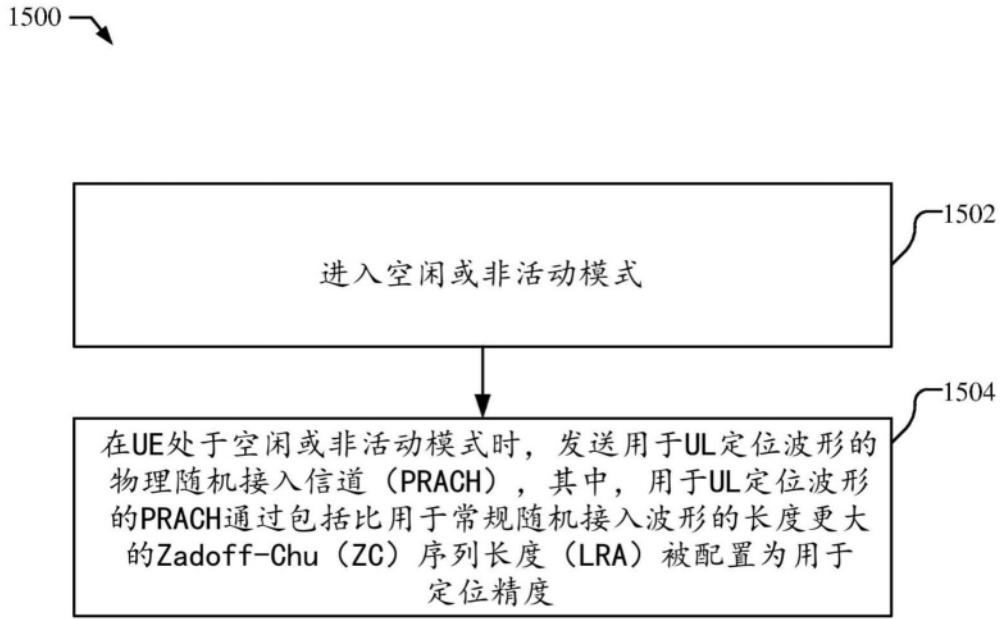 1500
1502
进入空闲或非活动模式
1504
在UE处于空闲或非活动模式时，发送用于UL定位波形的
物理随机接入信道（PRACH），其中，用于UL定位波形
的PRACH通过包括比用于常规随机接入波形的长度更大
的Zadoff-Chu（ZC）序列长度（LRA）被配置为用于
定位精度